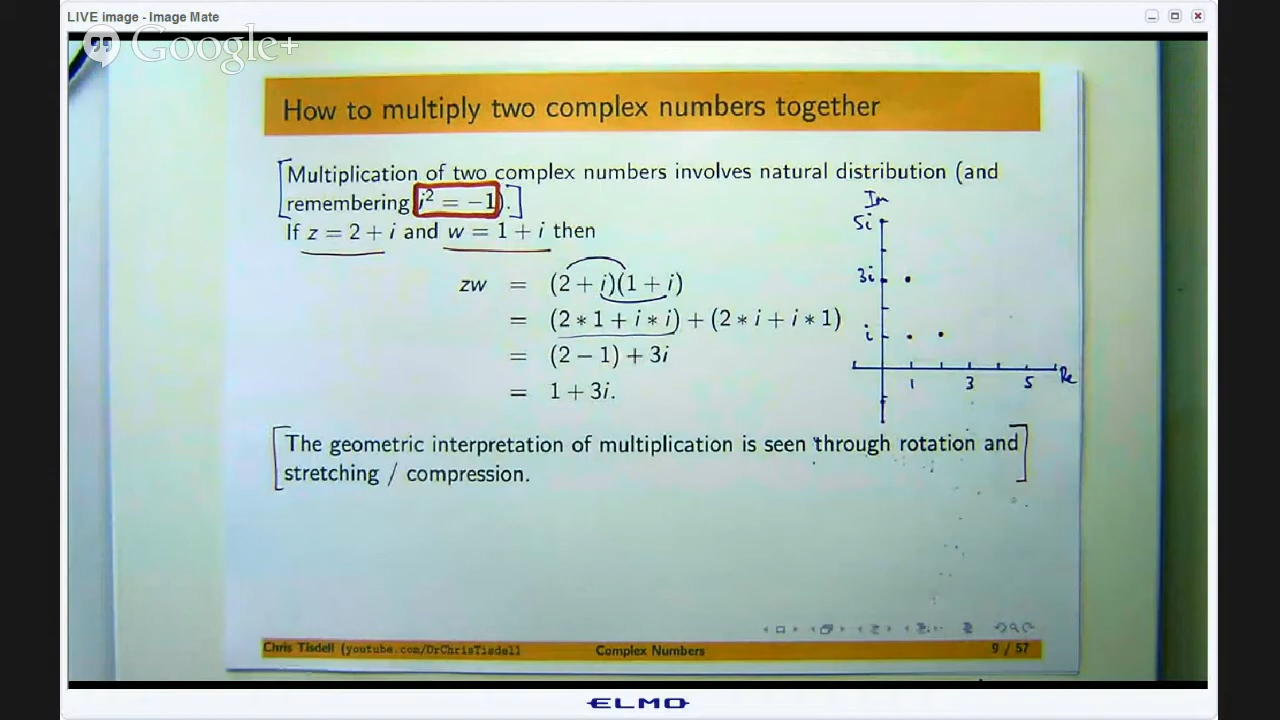 LIVE image - Image Mate
Google+
How to multiply two complex numbers together
Multiplication of two complex numbers involves natural distribution (and
remembering i² = −1).
If z = 2 + i and w = 1 + i then
zw = (2 + i)(1 + i)
= (2 ∗ 1 + i ∗ i) + (2 ∗ i + i ∗ 1)
= (2 − 1) + 3i
= 1 + 3i.
Im
5i
3i
i
1 3 5 Re
The geometric interpretation of multiplication is seen through rotation and
stretching / compression.
Chris Tisdell (youtube.com/DrChrisTisdell Complex Numbers 9 / 57
ELMO